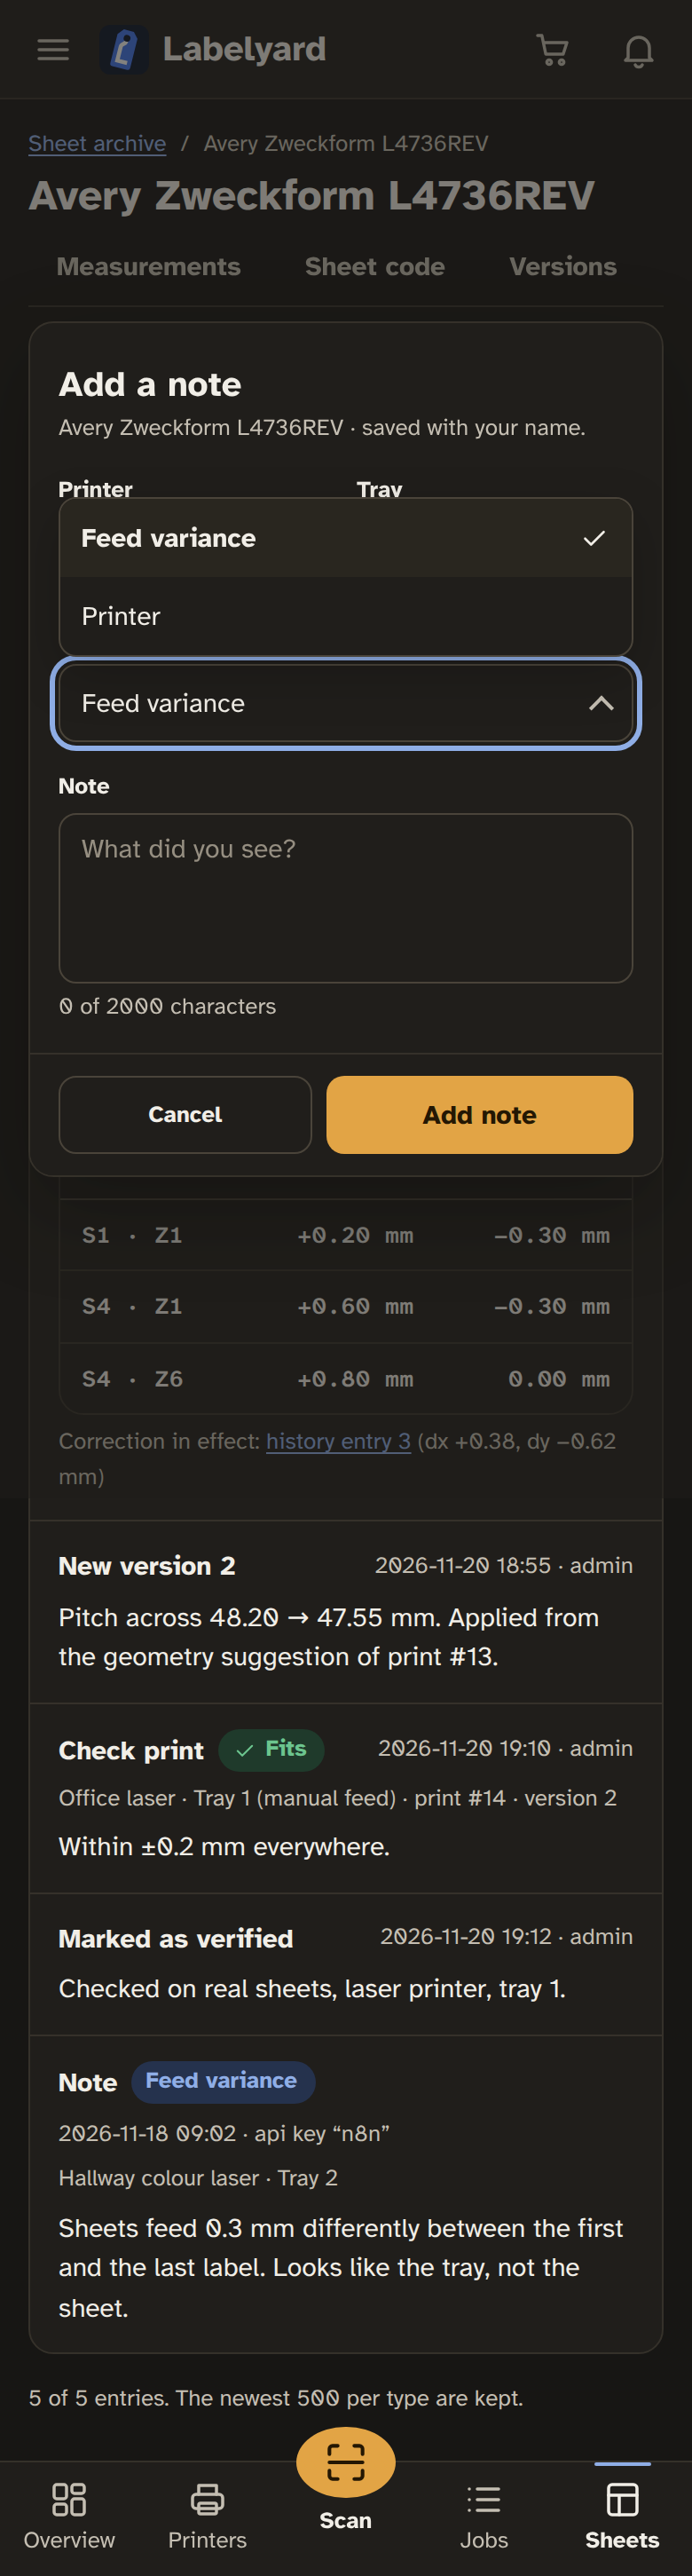 Labelyard
Sheet archive / Avery Zweckform L4736REV
Avery Zweckform L4736REV
Measurements Sheet code Versions
Add a note
Avery Zweckform L4736REV · saved with your name.
Printer Tray
Feed variance
Printer
Feed variance
Note
What did you see?
0 of 2000 characters
Cancel Add note
S1 · Z1 +0.20 mm −0.30 mm
S4 · Z1 +0.60 mm −0.30 mm
S4 · Z6 +0.80 mm 0.00 mm
Correction in effect: history entry 3 (dx +0.38, dy −0.62
mm)
New version 2 2026-11-20 18:55 · admin
Pitch across 48.20 → 47.55 mm. Applied from
the geometry suggestion of print #13.
Check print Fits 2026-11-20 19:10 · admin
Office laser · Tray 1 (manual feed) · print #14 · version 2
Within ±0.2 mm everywhere.
Marked as verified 2026-11-20 19:12 · admin
Checked on real sheets, laser printer, tray 1.
Note Feed variance
2026-11-18 09:02 · api key “n8n”
Hallway colour laser · Tray 2
Sheets feed 0.3 mm differently between the first
and the last label. Looks like the tray, not the
sheet.
5 of 5 entries. The newest 500 per type are kept.
Overview Printers Scan Jobs Sheets